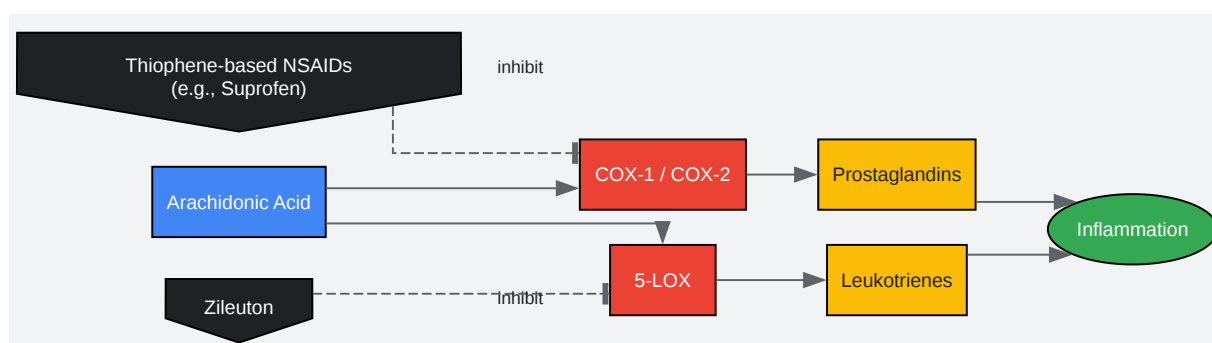 Thiophene-based NSAIDs
(e.g., Suprofen)
inhibit
COX-1 / COX-2
Prostaglandins
Arachidonic Acid
Inflammation
5-LOX
Leukotrienes
Zileuton
inhibit